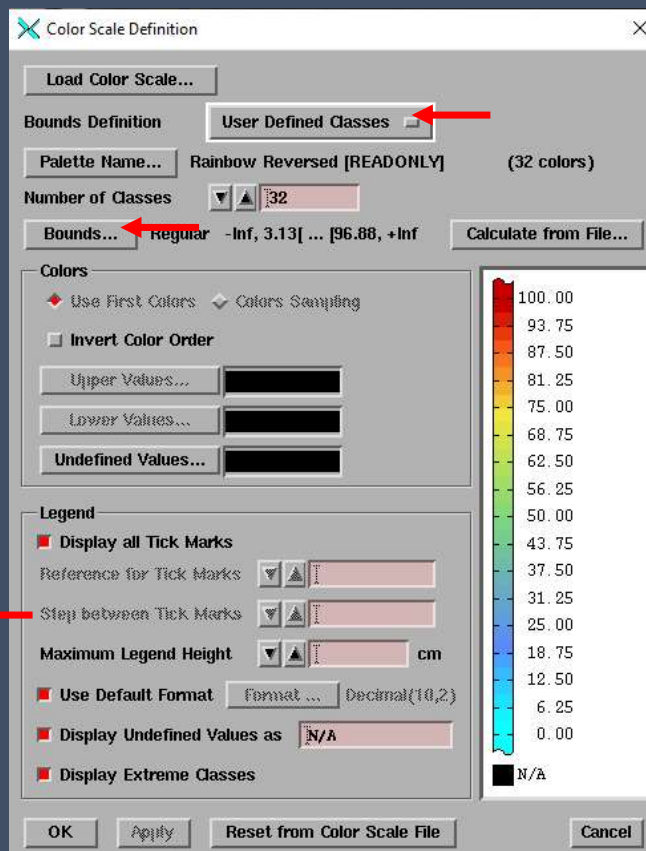 Color Scale Definition
Load Color Scale...
Bounds Definition User Defined Classes
Palette Name... Rainbow Reversed [READONLY] (32 colors)
Number of Classes 32
Bounds... Regular -Inf, 3.13[ ... [96.88, +Inf Calculate from File...
Colors
Use First Colors Colors Sampling
Invert Color Order
Upper Values...
Lower Values...
Undefined Values...
Legend
Display all Tick Marks
Reference for Tick Marks
Step between Tick Marks
Maximum Legend Height cm
Use Default Format Format ... Decimal(10,2)
Display Undefined Values as N/A
Display Extreme Classes
100.00
93.75
87.50
81.25
75.00
68.75
62.50
56.25
50.00
43.75
37.50
31.25
25.00
18.75
12.50
6.25
0.00
N/A
OK Apply Reset from Color Scale File Cancel